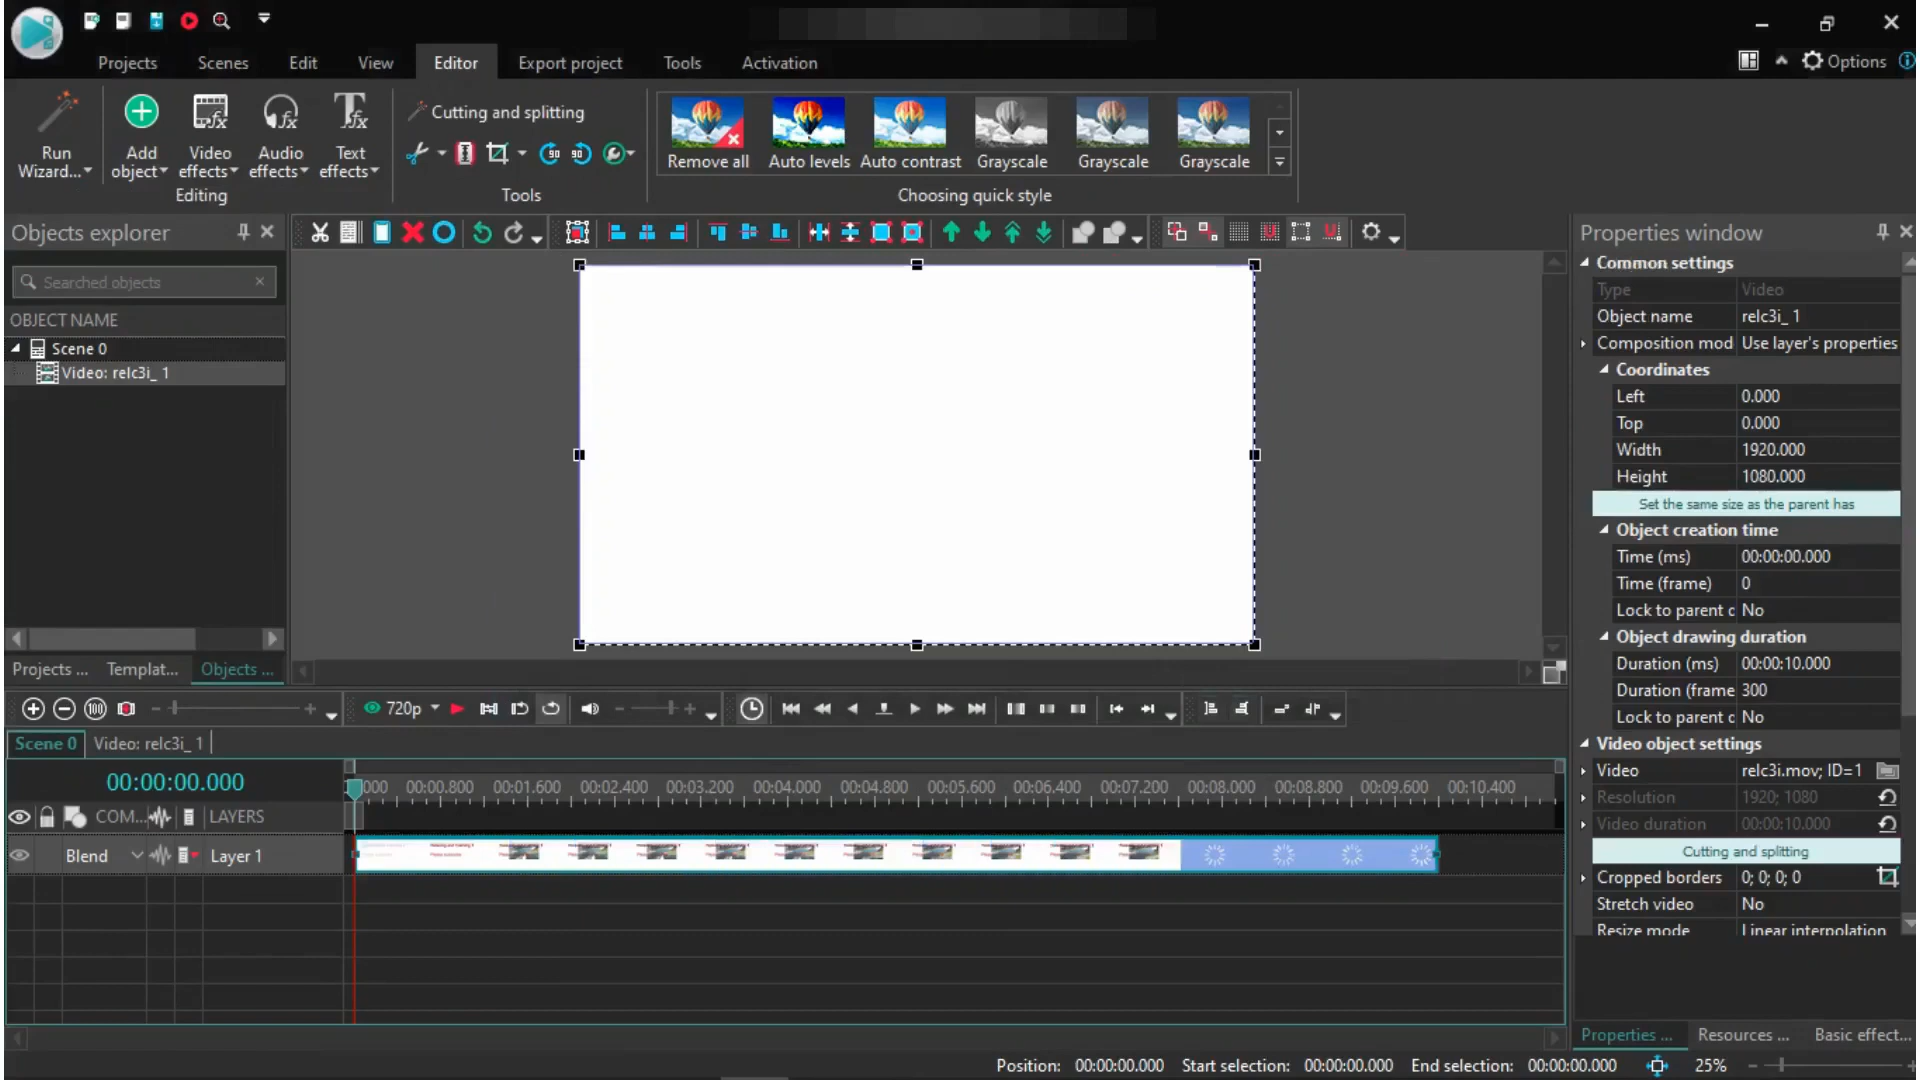 Projects
Scenes
Edit
View
Editor
Export project
Tools
Activation
Options
Run Wizard...
Add object
Video effects
Audio effects
Text effects
Editing
Cutting and splitting
90
90
Tools
Remove all
Auto levels
Auto contrast
Grayscale
Grayscale
Grayscale
Choosing quick style
Objects explorer
Searched objects
OBJECT NAME
Scene 0
Video: relc3i_ 1
Projects ...
Templat...
Objects ...
Properties window
Common settings
Type Video
Object name relc3i_ 1
Composition mod Use layer's properties
Coordinates
Left 0.000
Top 0.000
Width 1920.000
Height 1080.000
Set the same size as the parent has
Object creation time
Time (ms) 00:00:00.000
Time (frame) 0
Lock to parent c No
Object drawing duration
Duration (ms) 00:00:10.000
Duration (frame 300
Lock to parent c No
Video object settings
Video relc3i.mov; ID=1
Resolution 1920; 1080
Video duration 00:00:10.000
Cutting and splitting
Cropped borders 0; 0; 0; 0
Stretch video No
Resize mode Linear interpolation
Properties ...
Resources ...
Basic effect...
100
720p
Scene 0
Video: relc3i_ 1
00:00:00.000
000 00:00.800 00:01.600 00:02.400 00:03.200 00:04.000 00:04.800 00:05.600 00:06.400 00:07.200 00:08.000 00:08.800 00:09.600 00:10.400
COM...
LAYERS
Blend
Layer 1
Position: 00:00:00.000
Start selection: 00:00:00.000
End selection: 00:00:00.000
25%